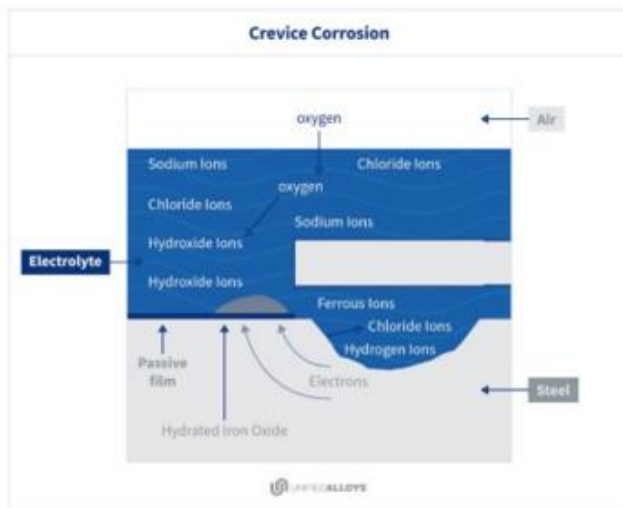 Crevice Corrosion
oxygen
Air
Sodium Ions
Chloride Ions
oxygen
Chloride Ions
Sodium Ions
Hydroxide Ions
Electrolyte
Hydroxide Ions
Ferrous Ions
Chloride Ions
Hydrogen Ions
Passive
film
Electrons
Steel
Hydrated Iron Oxide
UNIFIEDALLOYS